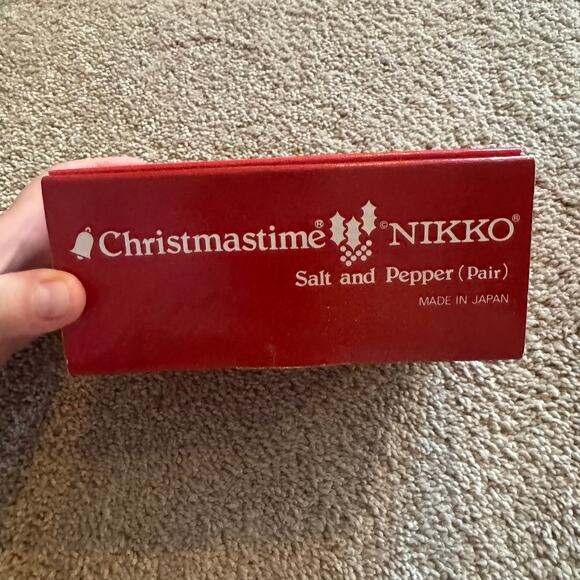 Christmastime® © NIKKO®
Salt and Pepper (Pair)
MADE IN JAPAN